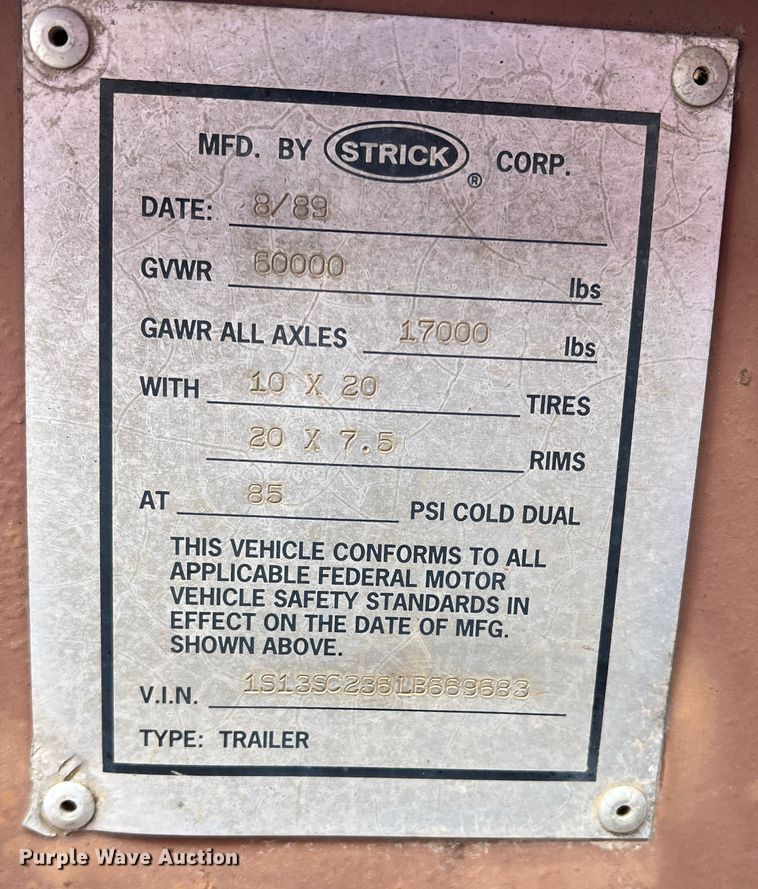 MFD. BY STRICK® CORP.
DATE: 8/89
GVWR 60000 lbs
GAWR ALL AXLES 17000 lbs
WITH 10 X 20 TIRES
20 X 7.5 RIMS
AT 85 PSI COLD DUAL
THIS VEHICLE CONFORMS TO ALL
APPLICABLE FEDERAL MOTOR
VEHICLE SAFETY STANDARDS IN
EFFECT ON THE DATE OF MFG.
SHOWN ABOVE.
V.I.N. 1S13SC236LB669683
TYPE: TRAILER
Purple Wave Auction